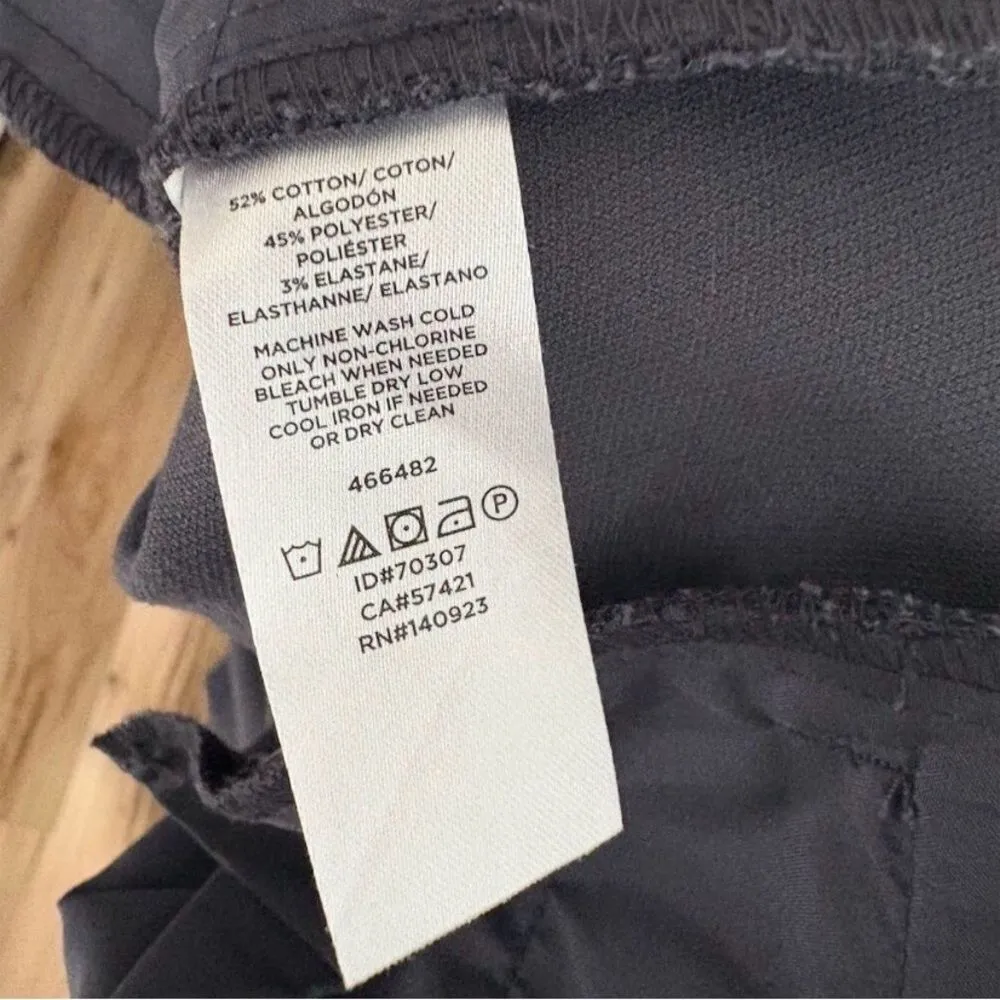 52% COTTON/ COTON/
ALGODÓN
45% POLYESTER/
POLIÉSTER
3% ELASTANE/
ELASTHANNE/ ELASTANO
MACHINE WASH COLD
ONLY NON-CHLORINE
BLEACH WHEN NEEDED
TUMBLE DRY LOW
COOL IRON IF NEEDED
OR DRY CLEAN
466482
P
ID#70307
CA#57421
RN#140923